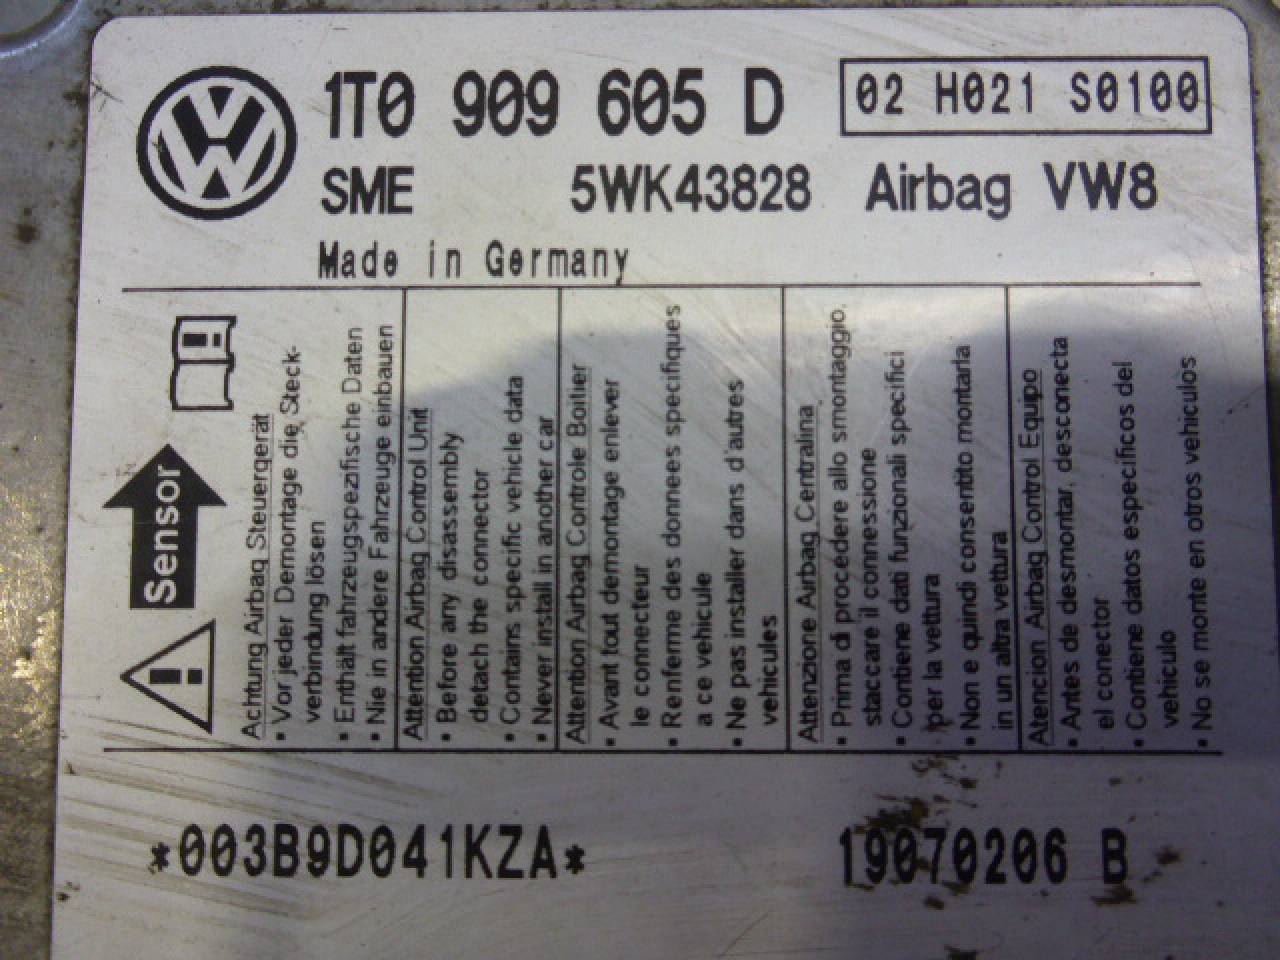 1T0 909 605 D
02 H021 S0100
SME 5WK43828 Airbag VW8
Made in Germany
Sensor
Achtung Airbag Steuergerät
• Vor jeder Demontage die Steck-
verbindung lösen
• Enthält fahrzeugspezifische Daten
• Nie in andere Fahrzeuge einbauen
Attention Airbag Control Unit
• Before any disassembly
detach the connector
• Contains specific vehicle data
• Never install in another car
Attention Airbag Controle Boitier
• Avant tout demontage enlever
le connecteur
• Renferme des donnees specifiques
a ce vehicule
• Ne pas installer dans d'autres
vehicules
Attenzione Airbag Centralina
• Prima di procedere allo smontaggio,
staccare il connessione
• Contiene dati funzionali specifici
per la vettura
• Non e quindi consentito montarla
in un altra vettura
Atencion Airbag Control Equipo
• Antes de desmontar, desconecta
el conector
• Contiene datos especificos del
vehiculo
• No se monte en otros vehiculos
*003B9D041KZA*
19070206 B